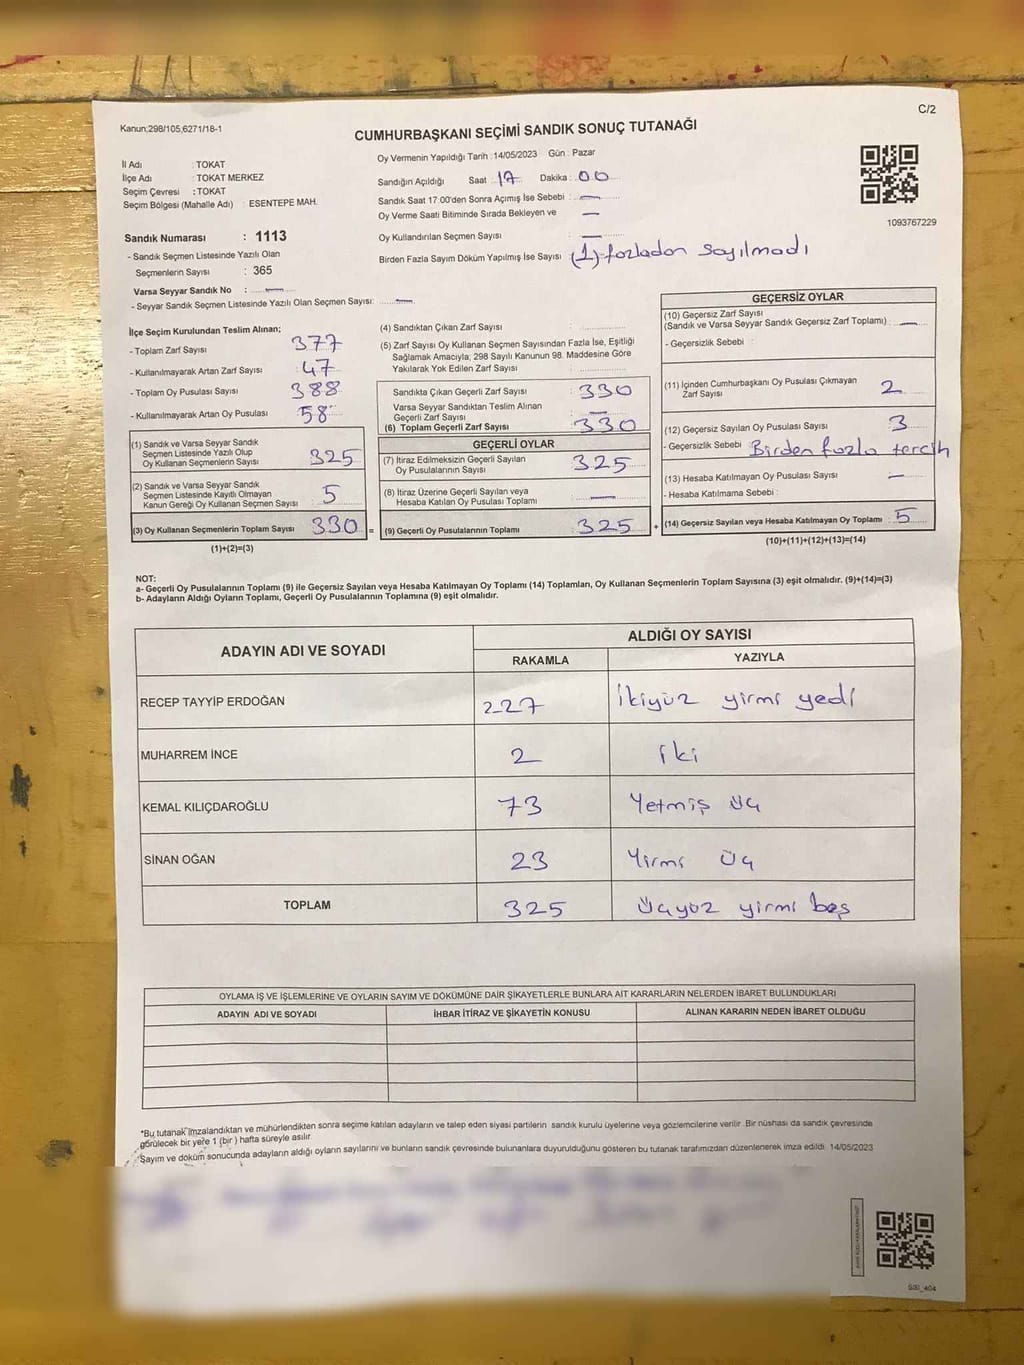 C/2
Kanun:298/105,6271/18-1
CUMHURBAŞKANI SEÇİMİ SANDIK SONUÇ TUTANAĞI
İl Adı : TOKAT
İlçe Adı : TOKAT MERKEZ
Seçim Çevresi : TOKAT
Seçim Bölgesi (Mahalle Adı) : ESENTEPE MAH.
Oy Vermenin Yapıldığı Tarih : 14/05/2023 Gün : Pazar
Sandığın Açıldığı Saat : 17 Dakika : 00
Sandık Saat 17:00'den Sonra Açımış İse Sebebi : —
Oy Verme Saati Bitiminde Sırada Bekleyen ve —
Oy Kullandırılan Seçmen Sayısı : —
Birden Fazla Sayım Döküm Yapılmış İse Sayısı (1) fazladan sayılmadı
1093767229
Sandık Numarası : 1113
- Sandık Seçmen Listesinde Yazılı Olan
Seçmenlerin Sayısı : 365
Varsa Seyyar Sandık No : —
- Seyyar Sandık Seçmen Listesinde Yazılı Olan Seçmen Sayısı: —
İlçe Seçim Kurulundan Teslim Alınan;
- Toplam Zarf Sayısı 377
- Kullanılmayarak Artan Zarf Sayısı : 47
- Toplam Oy Pusulası Sayısı : 388
- Kullanılmayarak Artan Oy Pusulası : 58
(1) Sandık ve Varsa Seyyar Sandık
Seçmen Listesinde Yazılı Olup
Oy Kullanan Seçmenlerin Sayısı 325
(2) Sandık ve Varsa Seyyar Sandık
Seçmen Listesinde Kayıtlı Olmayan
Kanun Gereği Oy Kullanan Seçmen Sayısı 5
(3) Oy Kullanan Seçmenlerin Toplam Sayısı 330 =
(1)+(2)=(3)
(4) Sandıktan Çıkan Zarf Sayısı :
(5) Zarf Sayısı Oy Kullanan Seçmen Sayısından Fazla İse, Eşitliği
Sağlamak Amacıyla; 298 Sayılı Kanunun 98. Maddesine Göre
Yakılarak Yok Edilen Zarf Sayısı :
Sandıkta Çıkan Geçerli Zarf Sayısı : 330
Varsa Seyyar Sandıktan Teslim Alınan
Geçerli Zarf Sayısı : —
(6) Toplam Geçerli Zarf Sayısı : 330
GEÇERLİ OYLAR
(7) İtiraz Edilmeksizin Geçerli Sayılan
Oy Pusulalarının Sayısı : 325
(8) İtiraz Üzerine Geçerli Sayılan veya
Hesaba Katılan Oy Pusulası Toplamı : —
(9) Geçerli Oy Pusulalarının Toplamı : 325 +
GEÇERSİZ OYLAR
(10) Geçersiz Zarf Sayısı
(Sandık ve Varsa Seyyar Sandık Geçersiz Zarf Toplamı) : —
- Geçersizlik Sebebi :
(11) İçinden Cumhurbaşkanı Oy Pusulası Çıkmayan
Zarf Sayısı 2
(12) Geçersiz Sayılan Oy Pusulası Sayısı : 3
- Geçersizlik Sebebi : Birden fazla tercih
(13) Hesaba Katılmayan Oy Pusulası Sayısı : —
- Hesaba Katılmama Sebebi :
(14) Geçersiz Sayılan veya Hesaba Katılmayan Oy Toplamı : 5
(10)+(11)+(12)+(13)=(14)
NOT:
a- Geçerli Oy Pusulalarının Toplamı (9) ile Geçersiz Sayılan veya Hesaba Katılmayan Oy Toplamı (14) Toplamları, Oy Kullanan Seçmenlerin Toplam Sayısına (3) eşit olmalıdır. (9)+(14)=(3)
b- Adayların Aldığı Oyların Toplamı, Geçerli Oy Pusulalarının Toplamına (9) eşit olmalıdır.
ADAYIN ADI VE SOYADI ALDIĞI OY SAYISI
RAKAMLA YAZIYLA
RECEP TAYYİP ERDOĞAN 227 ikiyüz yirmi yedi
MUHARREM İNCE 2 iki
KEMAL KILIÇDAROĞLU 73 Yetmiş üç
SİNAN OĞAN 23 Yirmi üç
TOPLAM 325 üçyüz yirmi beş
OYLAMA İŞ VE İŞLEMLERİNE VE OYLARIN SAYIM VE DÖKÜMÜNE DAİR ŞİKAYETLERLE BUNLARA AİT KARARLARIN NELERDEN İBARET BULUNDUKLARI
ADAYIN ADI VE SOYADI İHBAR İTİRAZ VE ŞİKAYETİN KONUSU ALINAN KARARIN NEDEN İBARET OLDUĞU
*Bu tutanak imzalandıktan ve mühürlendikten sonra seçime katılan adayların ve talep eden siyasi partilerin sandık kurulu üyelerine veya gözlemcilerine verilir. Bir nüshası da sandık çevresinde
görülecek bir yere 1 (bir ) hafta süreyle asılır.
*Sayım ve döküm sonucunda adayların aldığı oyların sayılarını ve bunların sandık çevresinde bulunanlara duyurulduğunu gösteren bu tutanak tarafımızdan düzenlenerek imza edildi. 14/05/2023